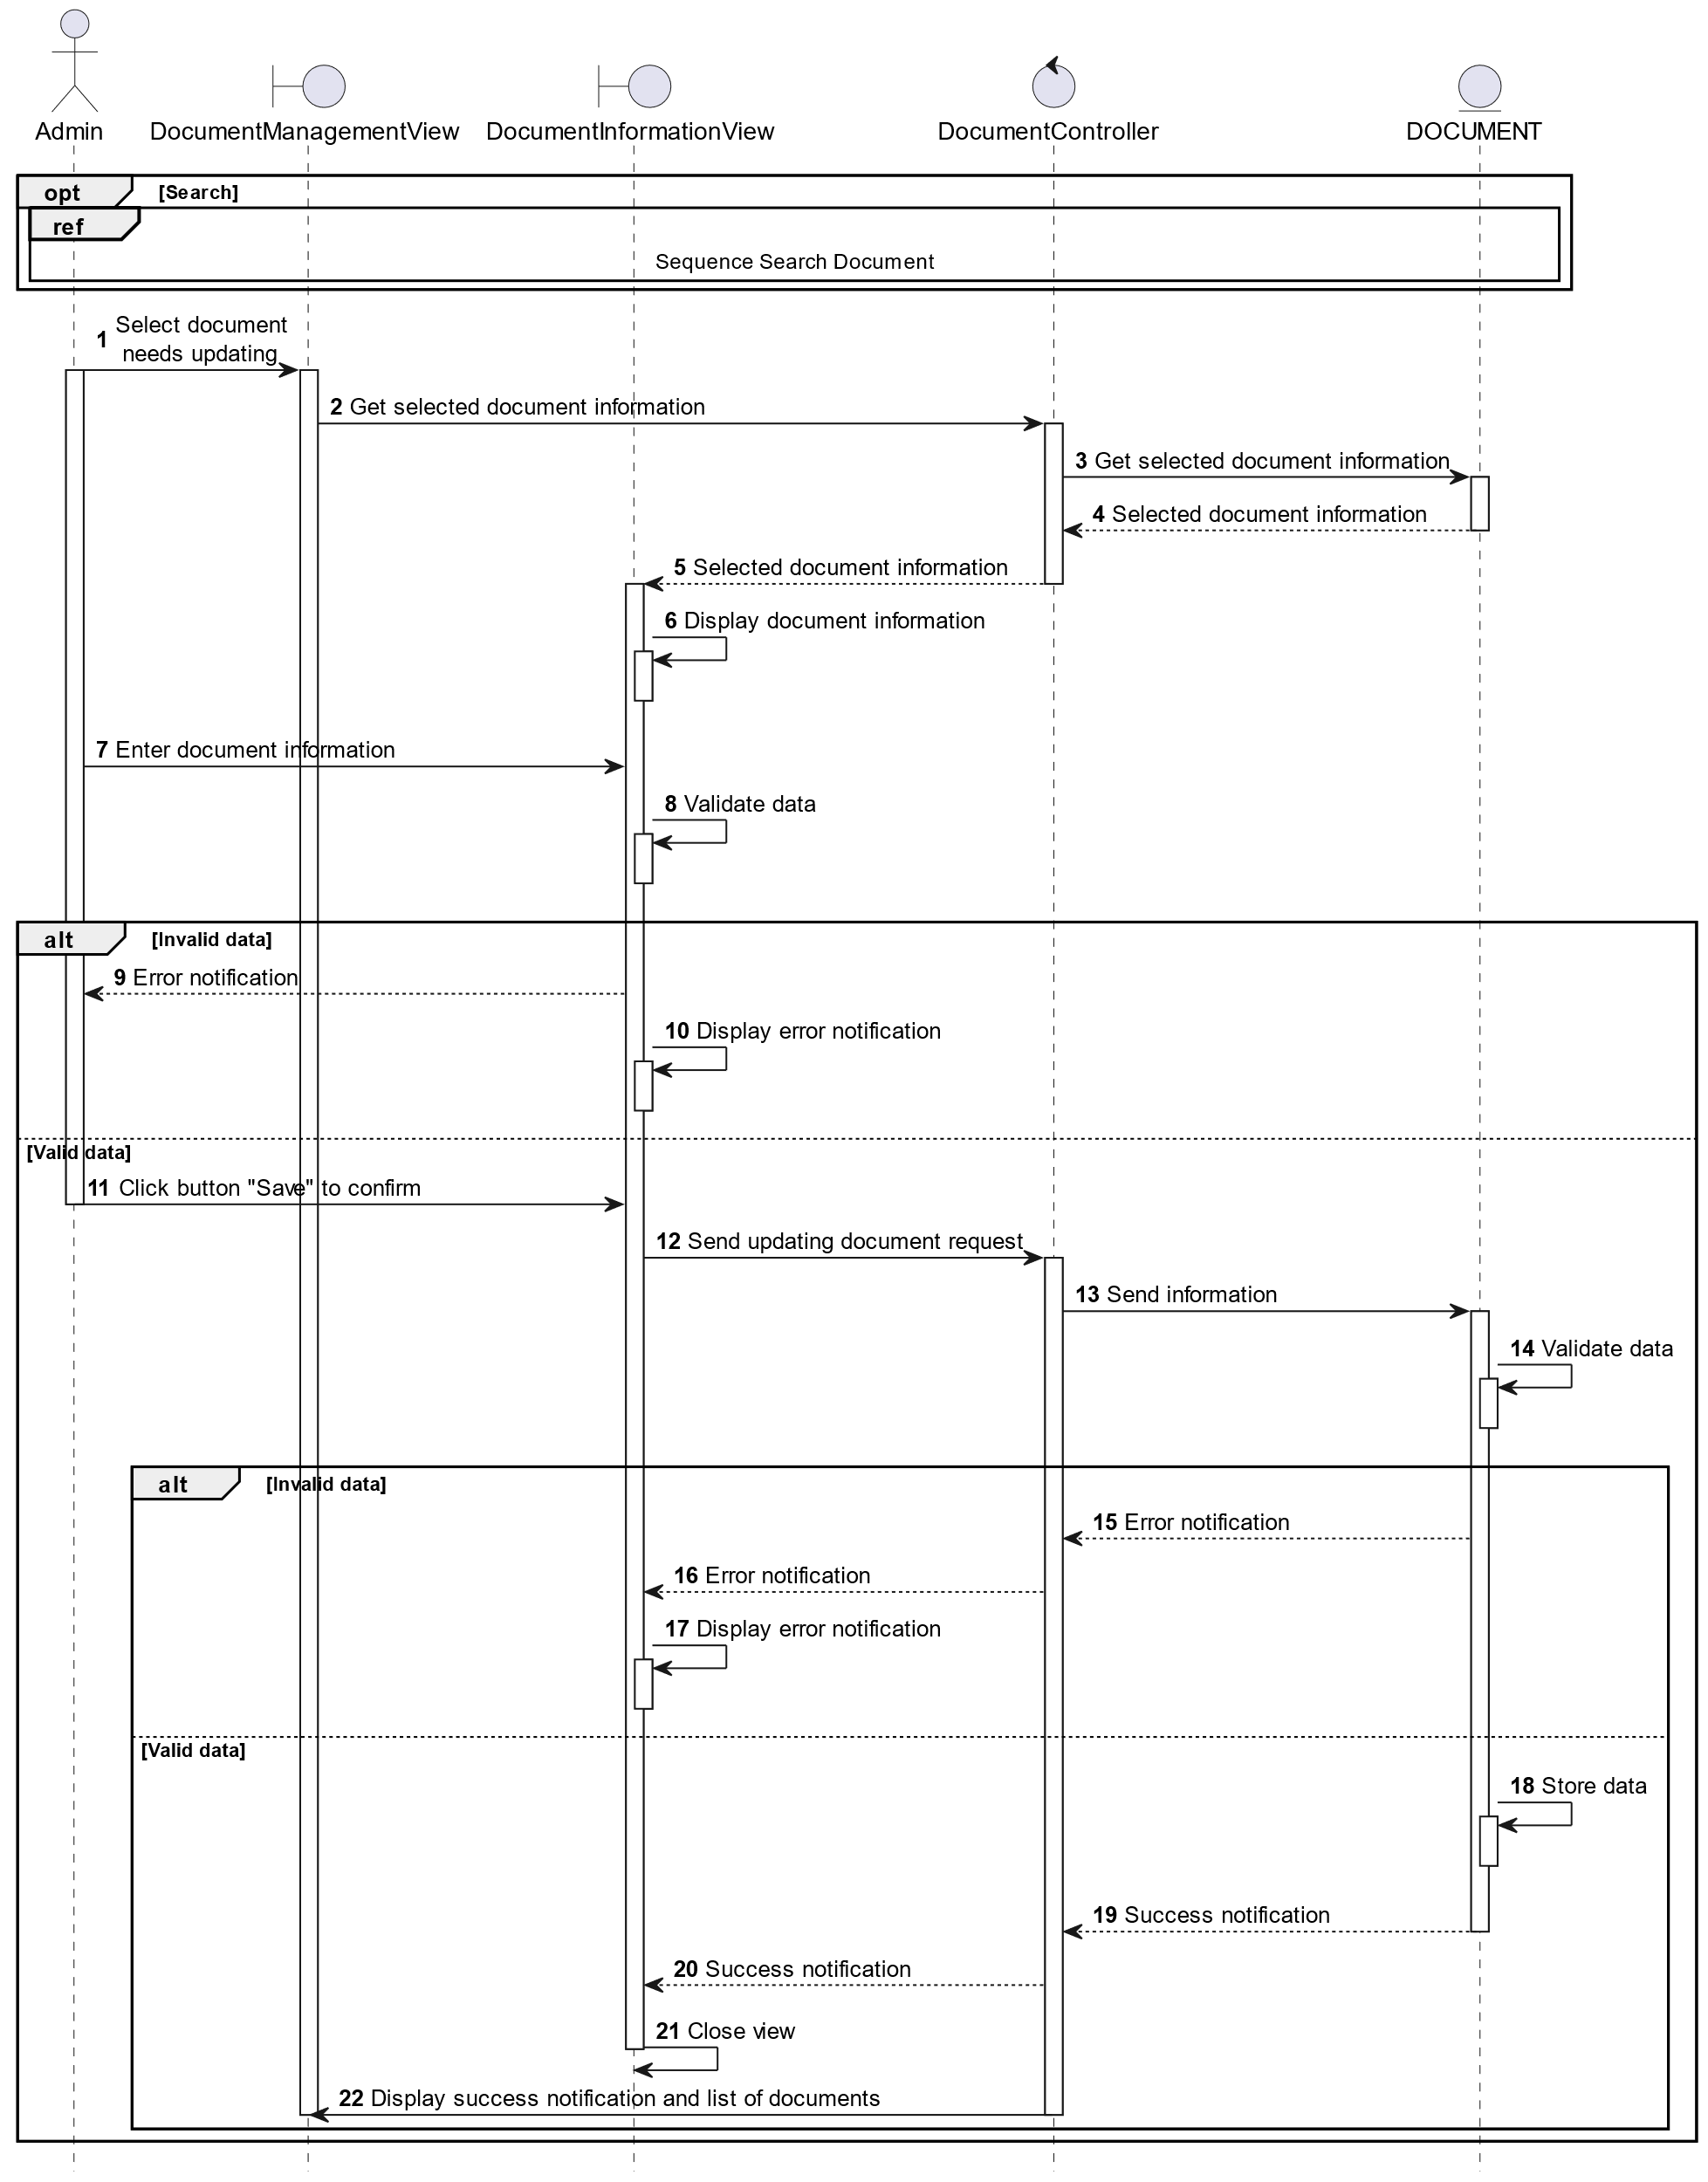 Admin
DocumentManagementView
DocumentInformationView
DocumentController
DOCUMENT
opt [Search]
ref
Sequence Search Document
1 Select document
needs updating
2 Get selected document information
3 Get selected document information
4 Selected document information
5 Selected document information
6 Display document information
7 Enter document information
8 Validate data
alt [Invalid data]
9 Error notification
10 Display error notification
[Valid data]
11 Click button "Save" to confirm
12 Send updating document request
13 Send information
14 Validate data
alt [Invalid data]
15 Error notification
16 Error notification
17 Display error notification
[Valid data]
18 Store data
19 Success notification
20 Success notification
21 Close view
22 Display success notification and list of documents